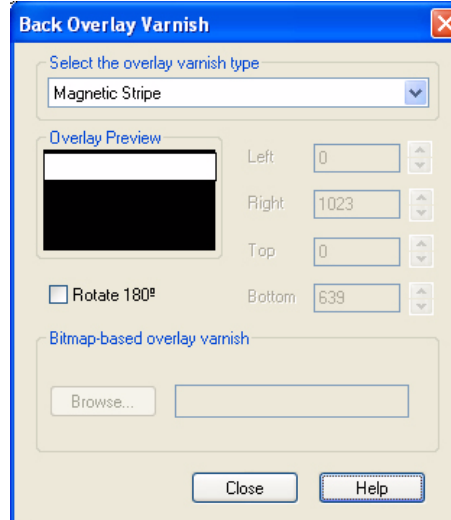 Back Overlay Varnish
Select the overlay varnish type
Magnetic Stripe
Overlay Preview
Left 0
Right 1023
Top 0
Rotate 180º
Bottom 639
Bitmap-based overlay varnish
Browse...
Close Help